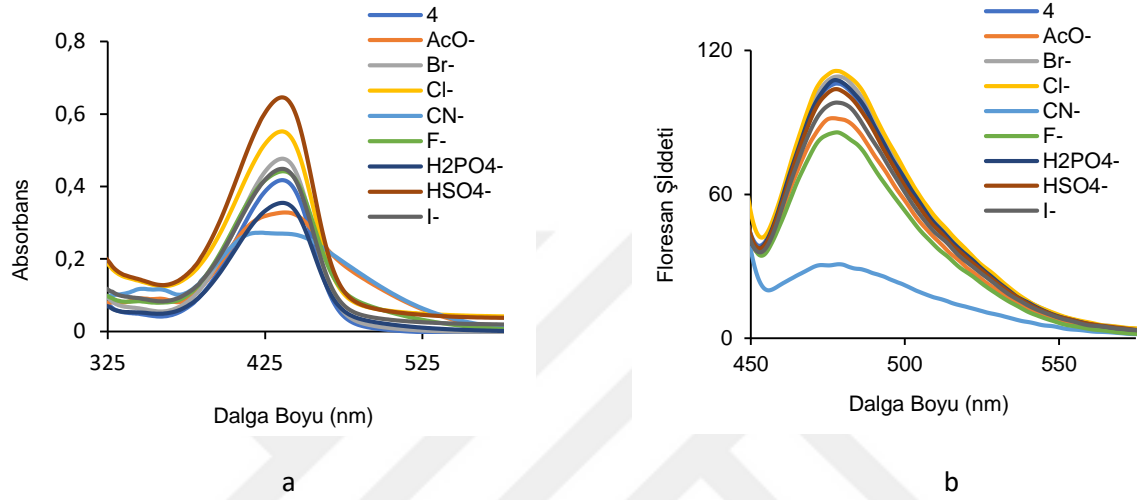 4
AcO-
Br-
Cl-
CN-
F-
H2PO4-
HSO4-
I-
0,8
0,6
0,4
0,2
0
325
425
525
Absorbans
Dalga Boyu (nm)
a
4
AcO-
Br-
Cl-
CN-
F-
H2PO4-
HSO4-
I-
120
60
0
450
500
550
Floresan Şİddeti
Dalga Boyu (nm)
b